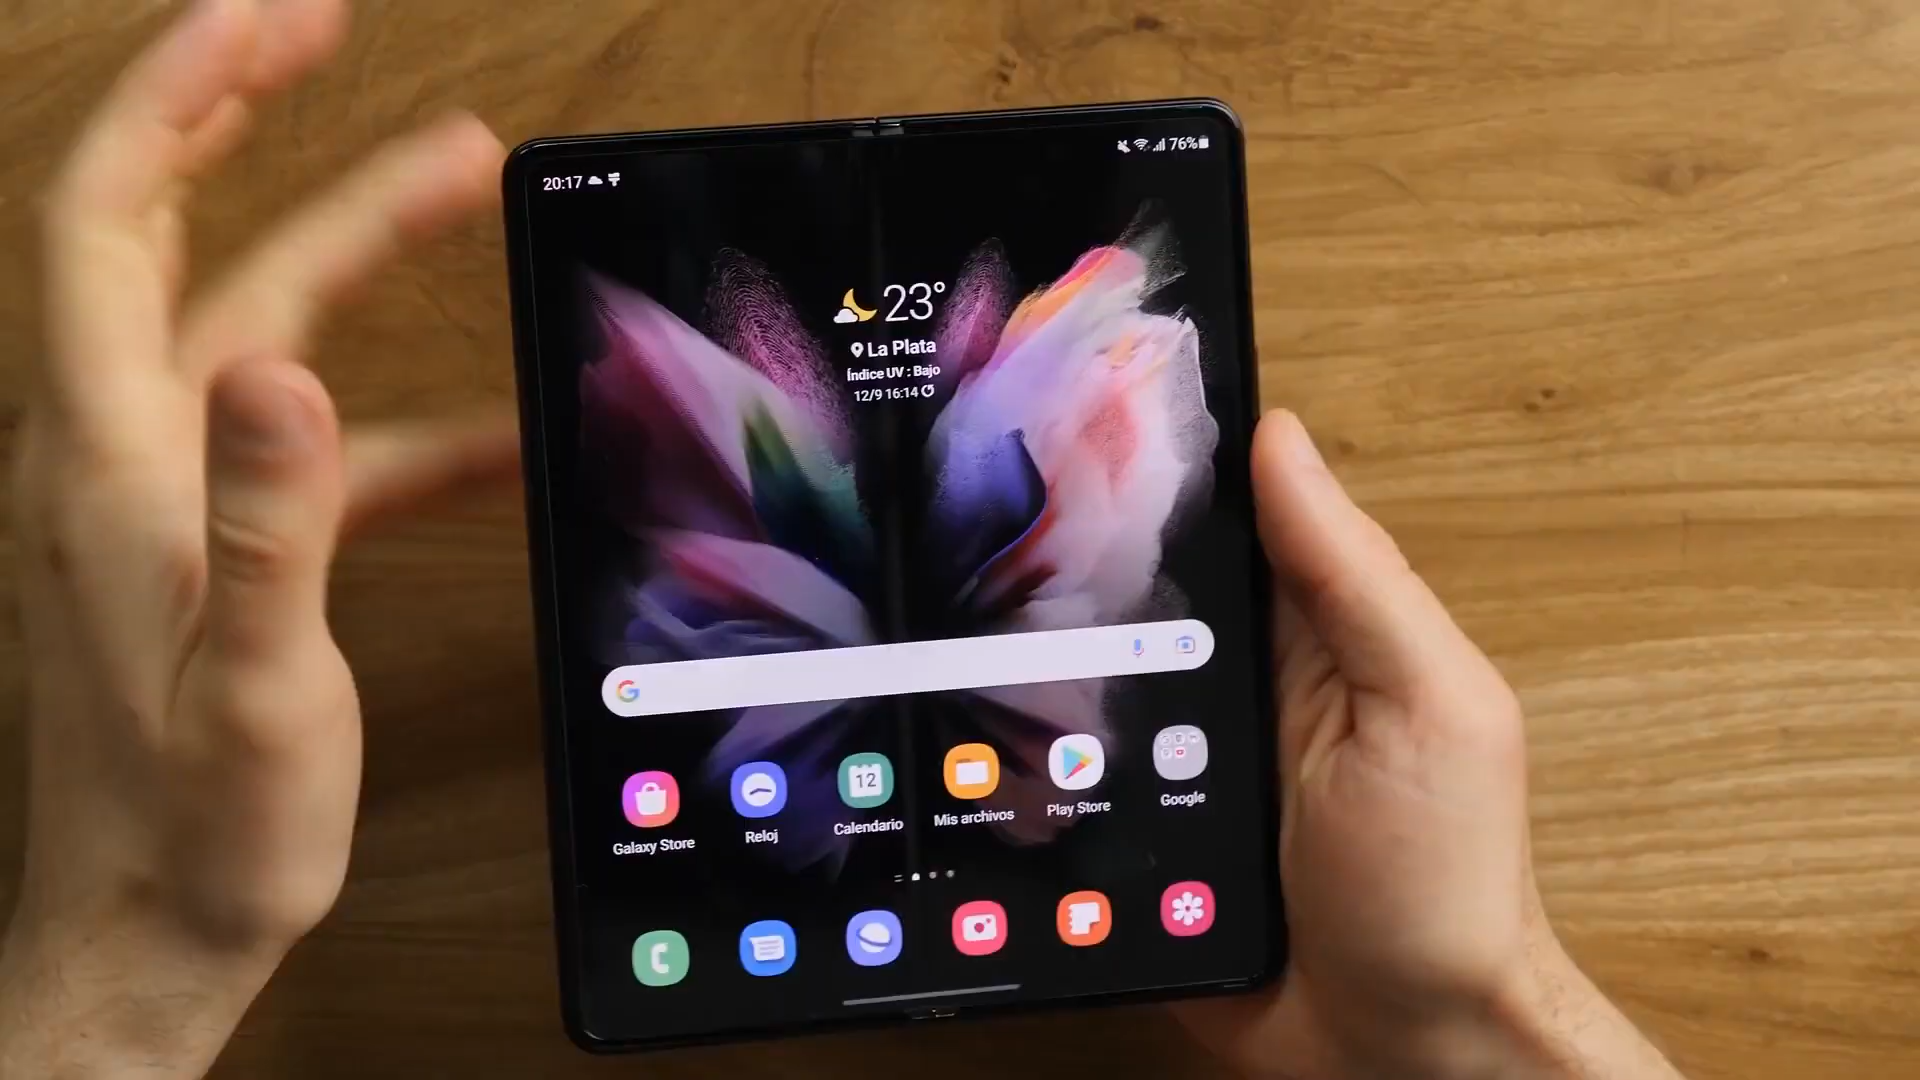 20:17
76%
23°
La Plata
Índice UV : Bajo
12/9 16:14
G
12
Galaxy Store
Reloj
Calendario
Mis archivos
Play Store
Google